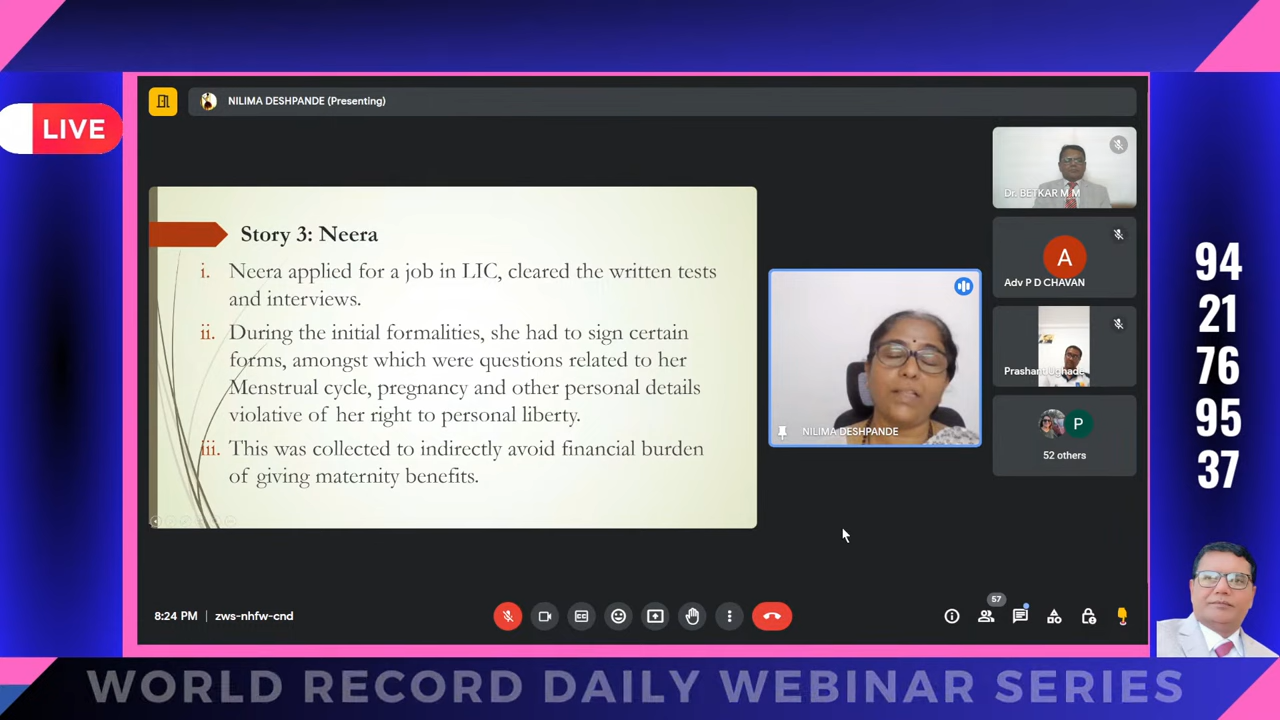 LIVE
NILIMA DESHPANDE (Presenting)
Story 3: Neera
i. Neera applied for a job in LIC, cleared the written tests
and interviews.
ii. During the initial formalities, she had to sign certain
forms, amongst which were questions related to her
Menstrual cycle, pregnancy and other personal details
violative of her right to personal liberty.
iii. This was collected to indirectly avoid financial burden
of giving maternity benefits.
NILIMA DESHPANDE
Dr. BETKAR M M
A
Adv P D CHAVAN
P
52 others
94
21
76
95
37
8:24 PM | zws-nhfw-cnd
CC
57
WORLD RECORD DAILY WEBINAR SERIES